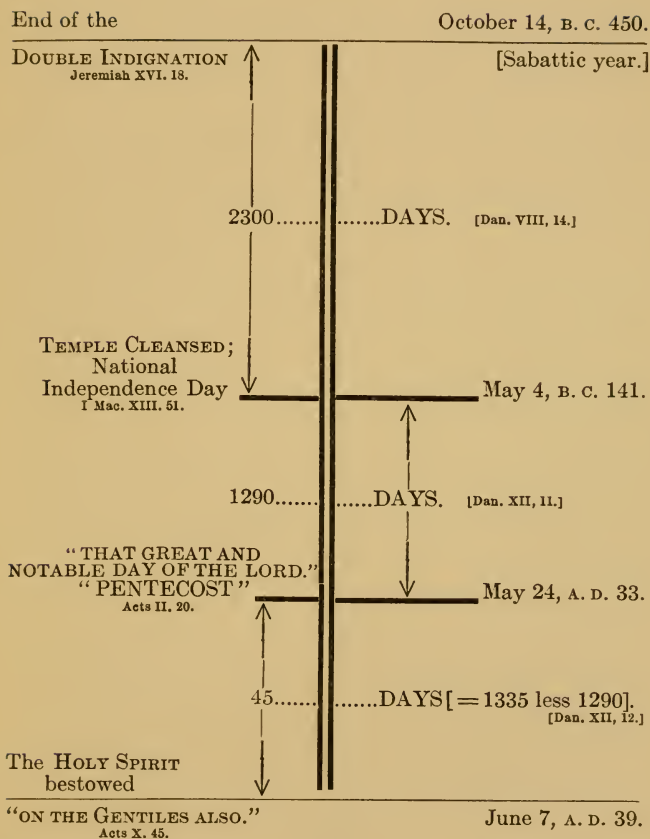 End of the October 14, B. C. 450.
DOUBLE INDIGNATION [Sabattic year.]
Jeremiah XVI. 18.
2300......  .......DAYS. [Dan. VIII, 14.]
TEMPLE CLEANSED;
National
Independence Day May 4, B. C. 141.
I Mac. XIII. 51.
1290......  ......DAYS. [Dan. XII, 11.]
"THAT GREAT AND
NOTABLE DAY OF THE LORD."
"PENTECOST" May 24, A. D. 33.
Acts II. 20.
45.......  .......DAYS [=1335 less 1290].
[Dan. XII, 12.]
The HOLY SPIRIT
bestowed
"ON THE GENTILES ALSO." June 7, A. D. 39.
Acts X. 45.